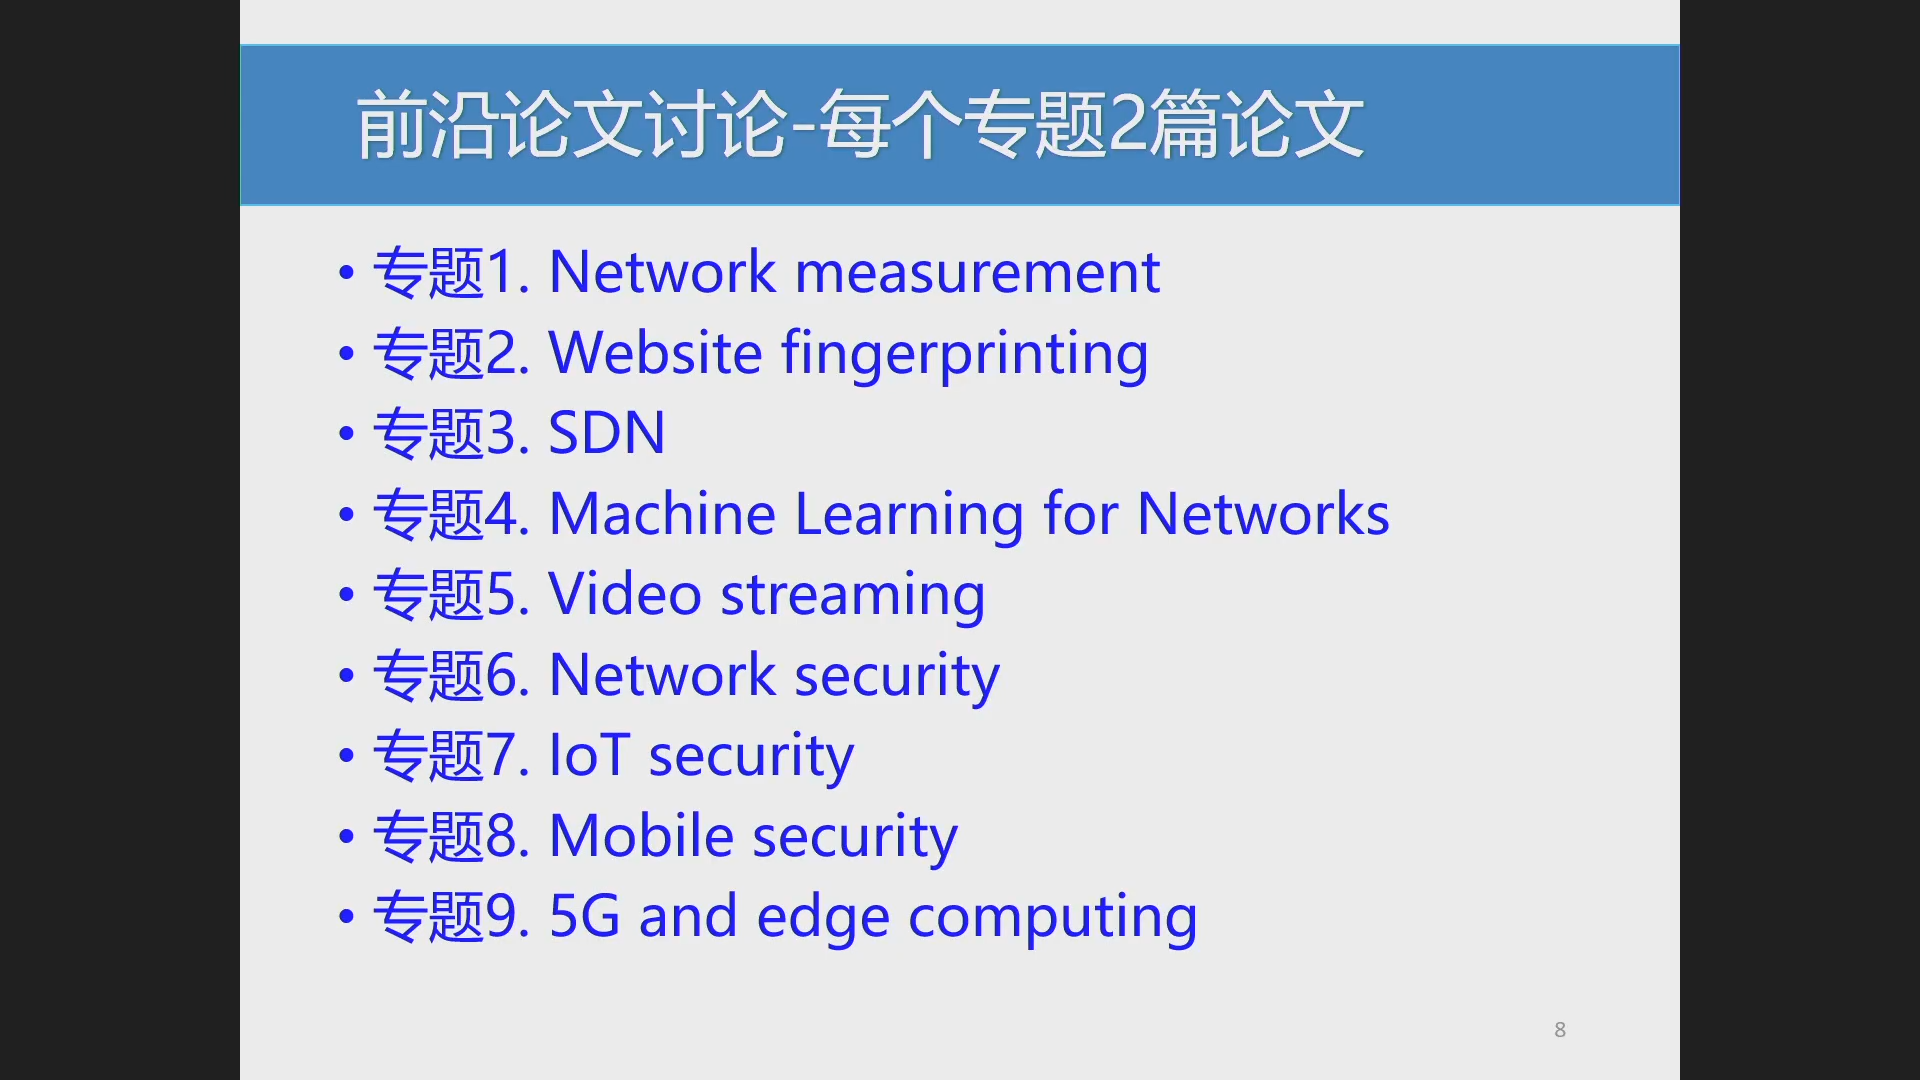 前沿论文讨论-每个专题2篇论文
• 专题1. Network measurement
• 专题2. Website fingerprinting
• 专题3. SDN
• 专题4. Machine Learning for Networks
• 专题5. Video streaming
• 专题6. Network security
• 专题7. IoT security
• 专题8. Mobile security
• 专题9. 5G and edge computing
8